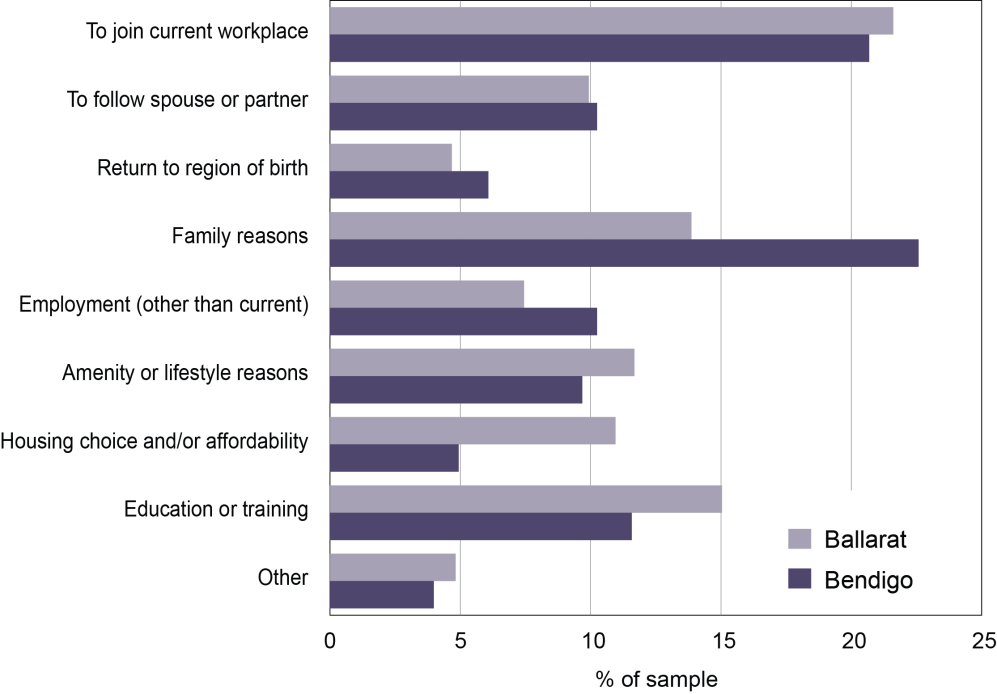 To join current workplace
To follow spouse or partner
Return to region of birth
Family reasons
Employment (other than current)
Amenity or lifestyle reasons
Housing choice and/or affordability
Education or training
Other
Ballarat
Bendigo
0 5 10 15 20 25
% of sample